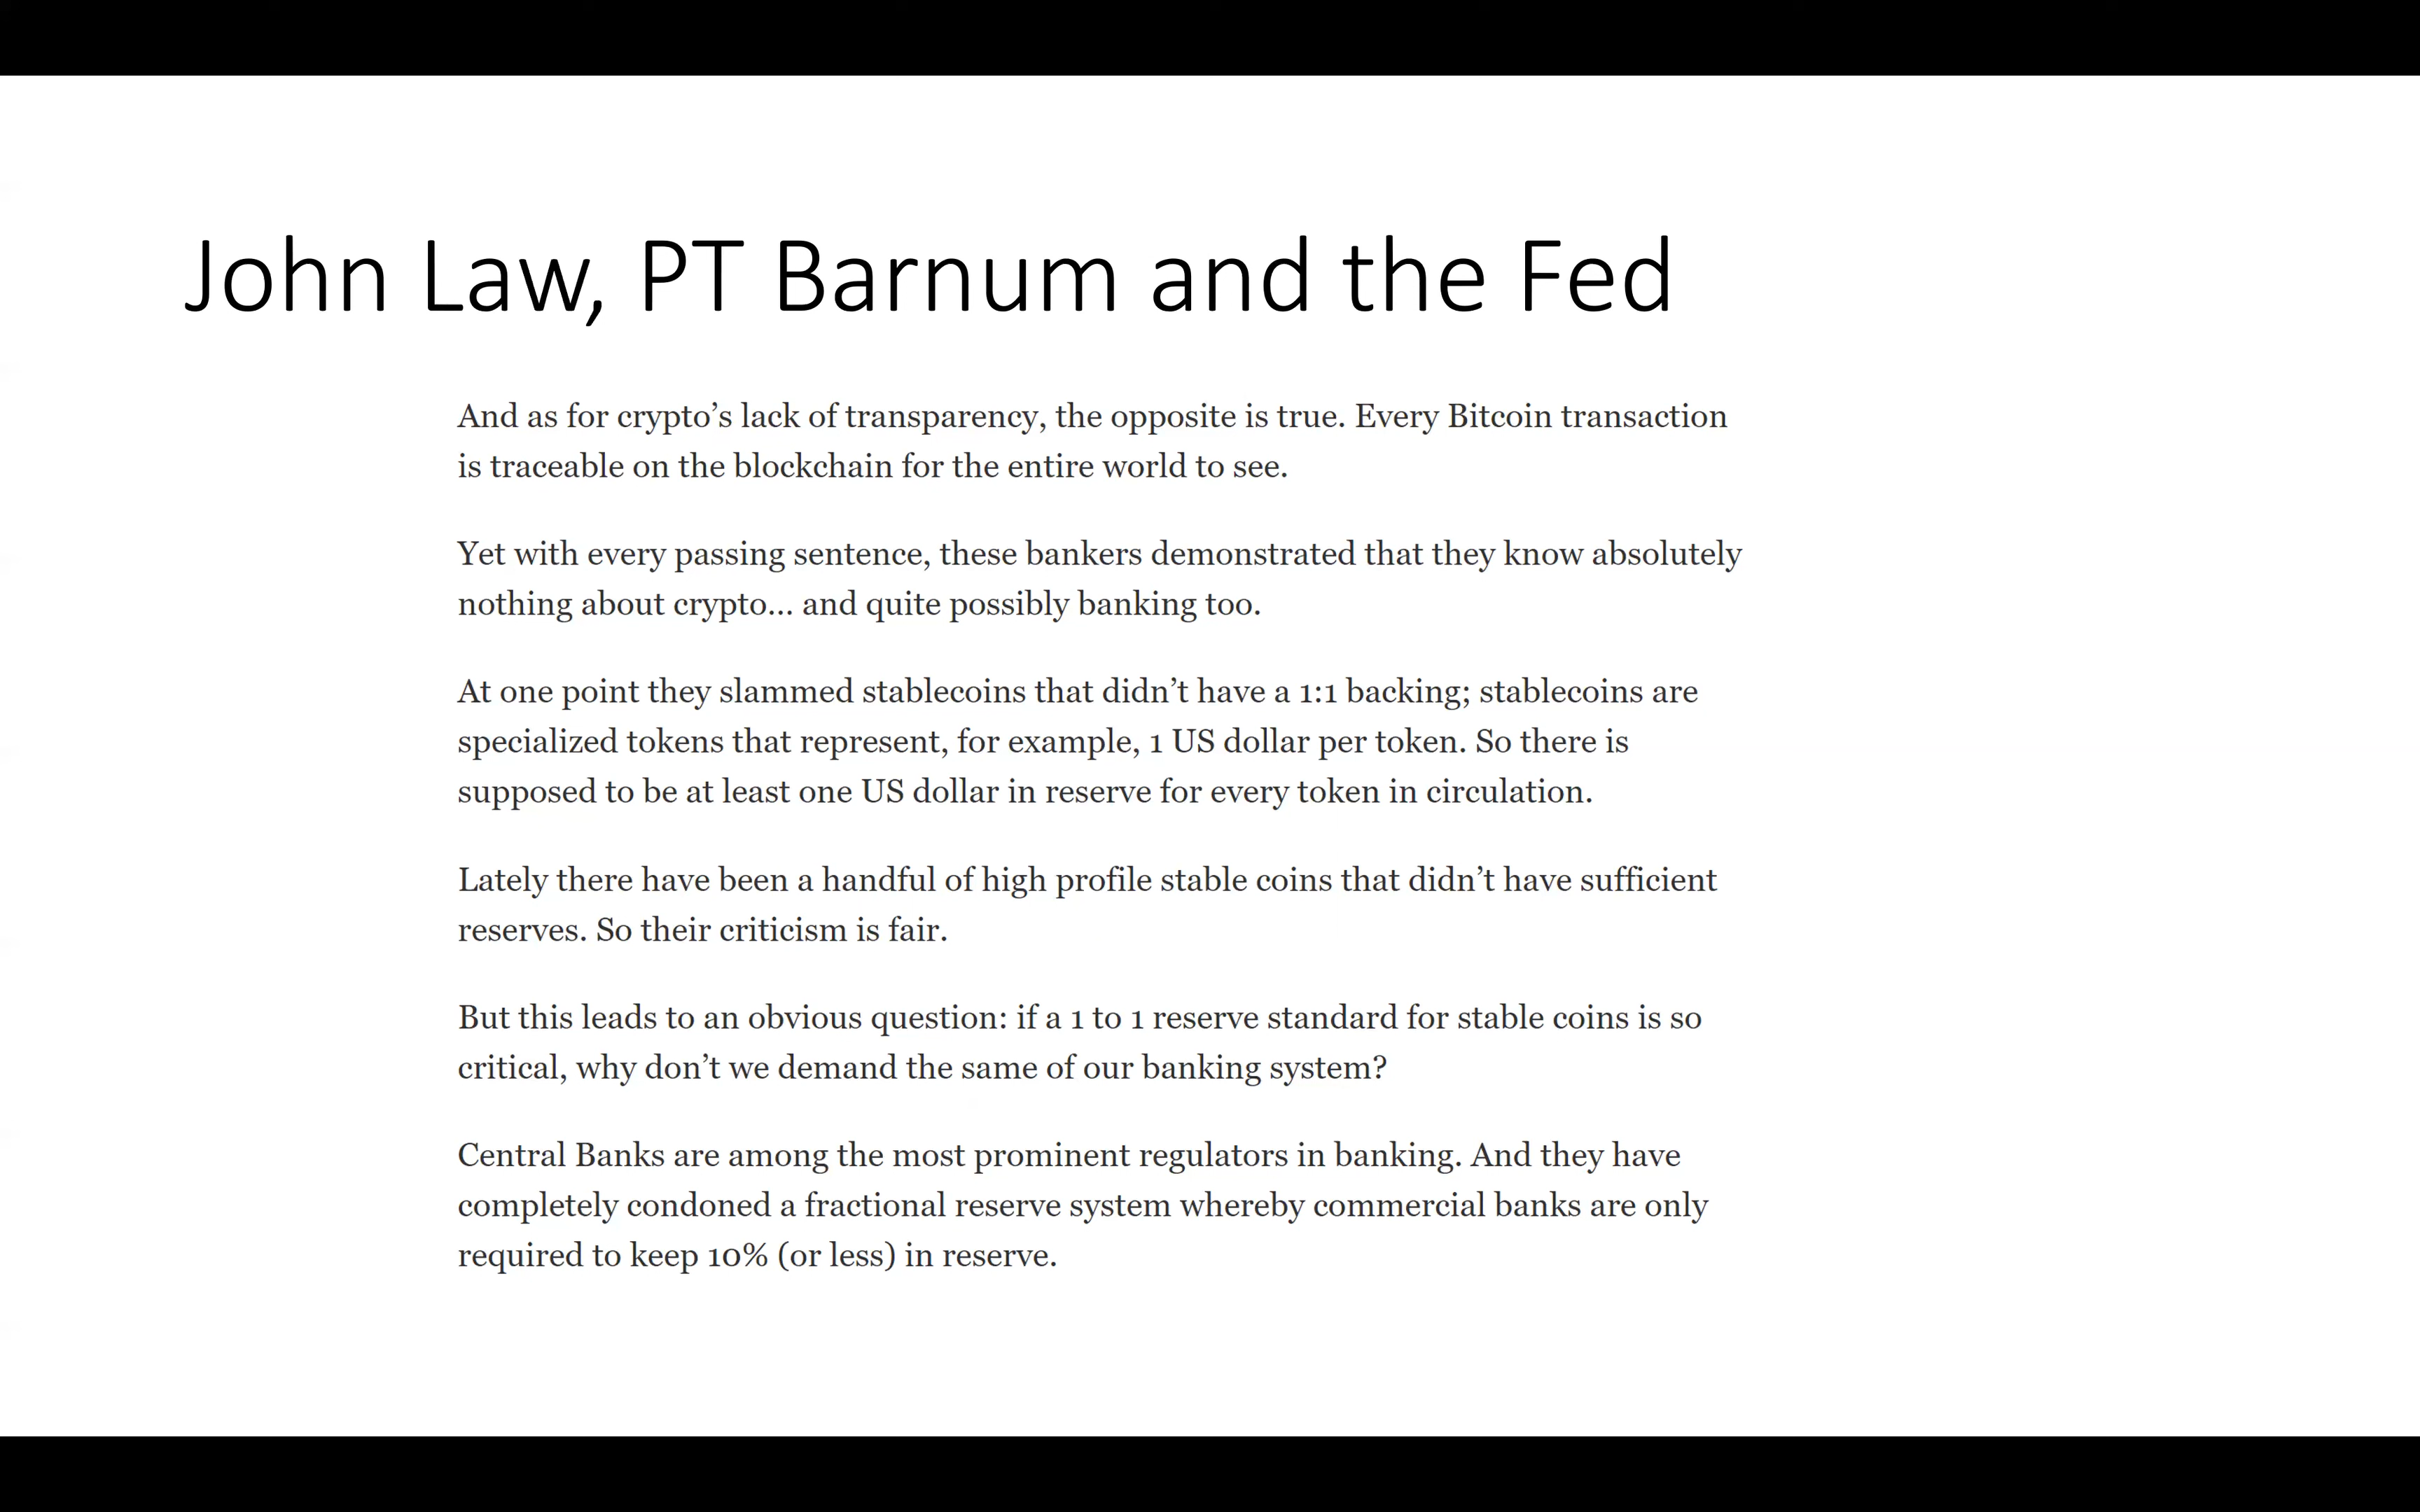 John Law, PT Barnum and the Fed
And as for crypto’s lack of transparency, the opposite is true. Every Bitcoin transaction
is traceable on the blockchain for the entire world to see.
Yet with every passing sentence, these bankers demonstrated that they know absolutely
nothing about crypto… and quite possibly banking too.
At one point they slammed stablecoins that didn’t have a 1:1 backing; stablecoins are
specialized tokens that represent, for example, 1 US dollar per token. So there is
supposed to be at least one US dollar in reserve for every token in circulation.
Lately there have been a handful of high profile stable coins that didn’t have sufficient
reserves. So their criticism is fair.
But this leads to an obvious question: if a 1 to 1 reserve standard for stable coins is so
critical, why don’t we demand the same of our banking system?
Central Banks are among the most prominent regulators in banking. And they have
completely condoned a fractional reserve system whereby commercial banks are only
required to keep 10% (or less) in reserve.